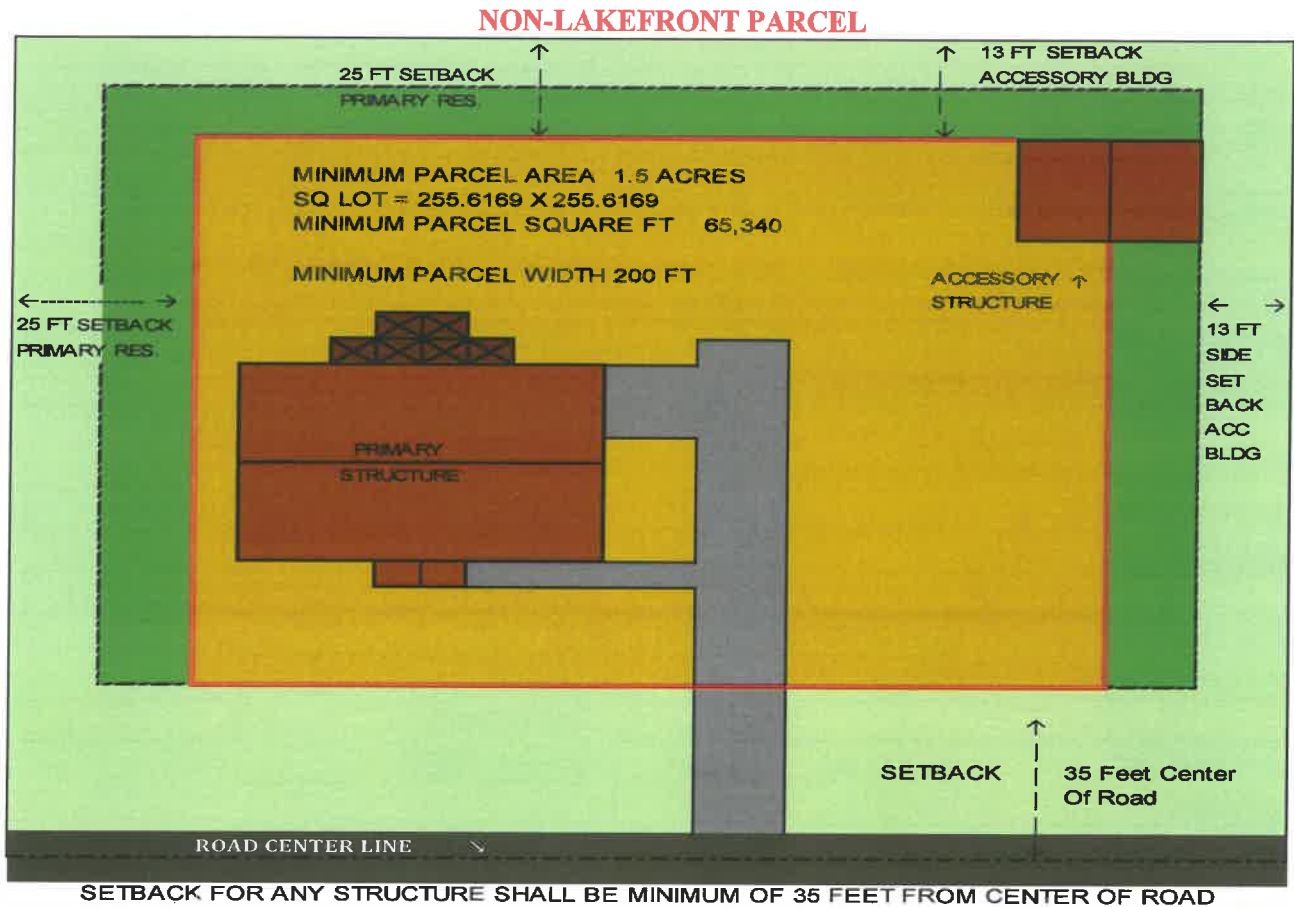 NON-LAKEFRONT PARCEL
25 FT SETBACK
PRIMARY RES.
13 FT SETBACK
ACCESSORY BLDG
MINIMUM PARCEL AREA 1.5 ACRES
SQ LOT = 255.6169 X 255.6169
MINIMUM PARCEL SQUARE FT 65,340
MINIMUM PARCEL WIDTH 200 FT
ACCESSORY
STRUCTURE
25 FT SETBACK
PRIMARY RES.
13 FT
SIDE
SET
BACK
ACC
BLDG
PRIMARY
STRUCTURE
SETBACK
35 Feet Center
Of Road
ROAD CENTER LINE
SETBACK FOR ANY STRUCTURE SHALL BE MINIMUM OF 35 FEET FROM CENTER OF ROAD